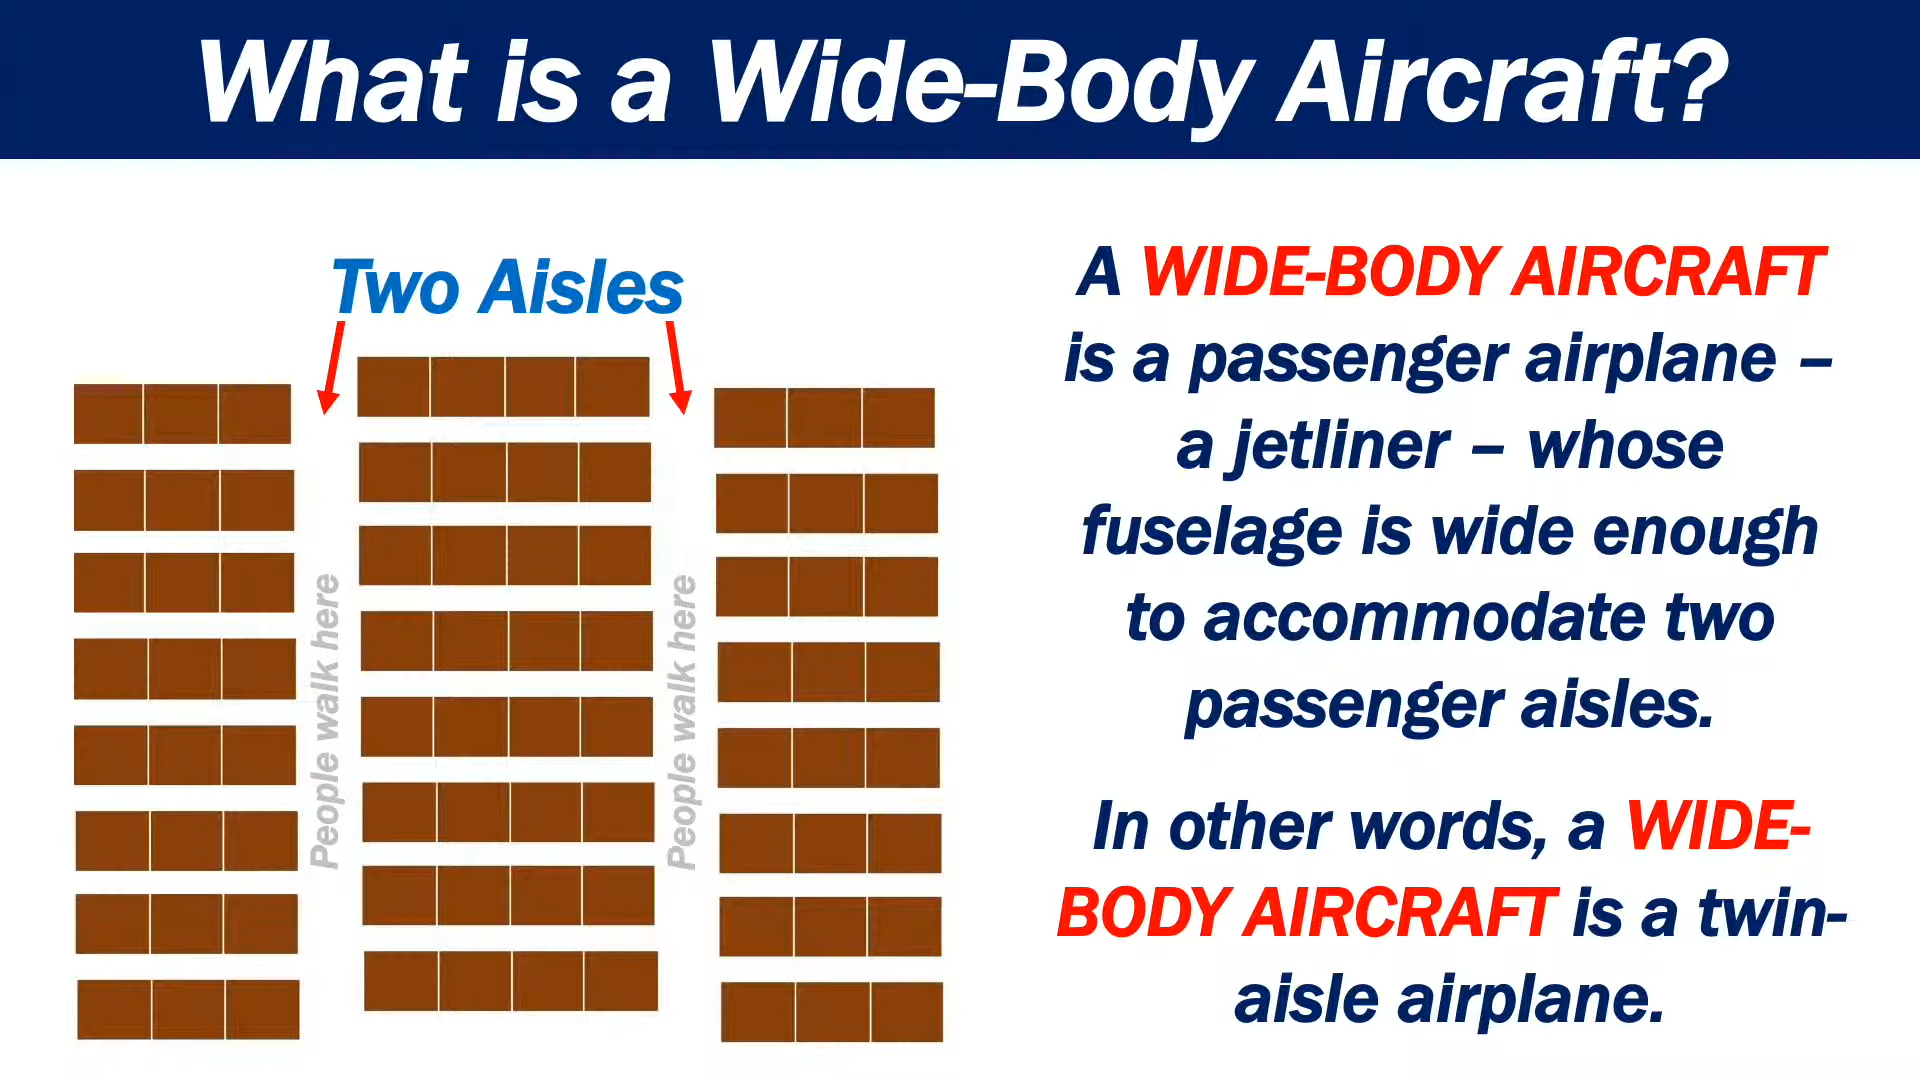 What is a Wide-Body Aircraft?
Two Aisles
People walk here
People walk here
A WIDE-BODY AIRCRAFT
is a passenger airplane –
a jetliner – whose
fuselage is wide enough
to accommodate two
passenger aisles.
In other words, a WIDE-
BODY AIRCRAFT is a twin-
aisle airplane.